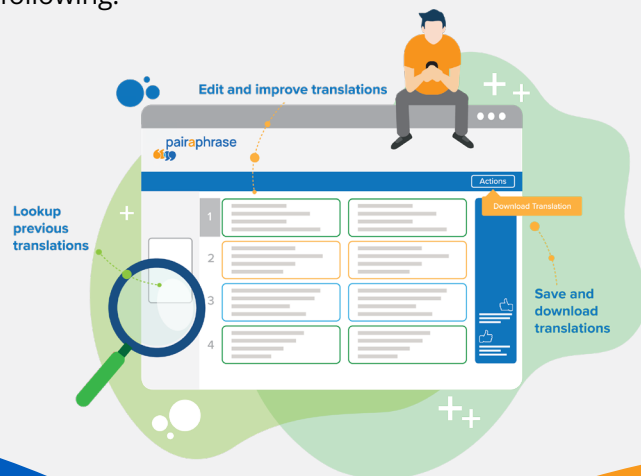 following:
Edit and improve translations
pairaphrase
Actions
Download Translation
Lookup
previous
translations
1
2
3
4
Save and
download
translations